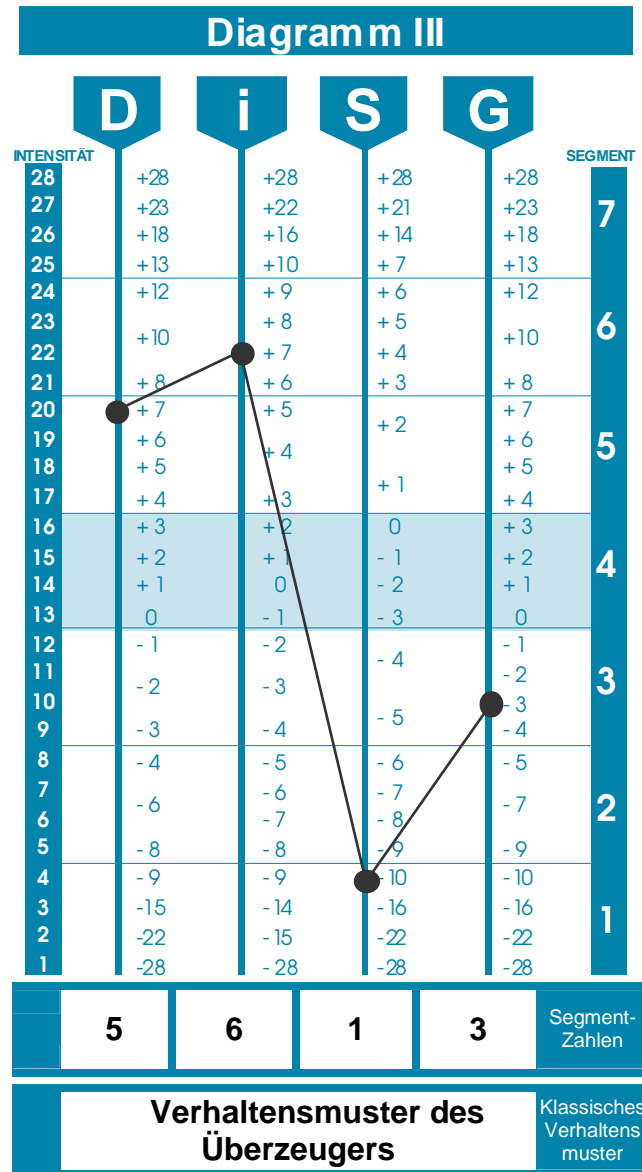 Diagramm III
D i S G
INTENSITÄT SEGMENT
28 +28 +28 +28 +28
27 +23 +22 +21 +23 7
26 +18 +16 + 14 +18
25 +13 +10 + 7 +13
24 +12 + 9 + 6 +12
23 + 8 + 5 6
+10 +10
22 + 7 + 4
21 + 8 + 6 + 3 + 8
20 + 7 + 5 + 7
+ 2
19 + 6 + 6 5
+ 4
18 + 5 + 5
+ 1
17 + 4 + 3 + 4
16 + 3 + 2 0 + 3
15 + 2 + 1 - 1 + 2 4
14 + 1 0 - 2 + 1
13 0 - 1 - 3 0
12 - 1 - 2 - 1
- 4
11 - 2
- 2 - 3 3
10 - 3
- 5
9 - 3 - 4 - 4
8 - 4 - 5 - 6 - 5
7 - 6 - 7
- 6 - 7 2
6 - 7 - 8
5 - 8 - 8 - 9 - 9
4 - 9 - 9 - 10 - 10
3 -15 - 14 - 16 - 16 1
2 -22 - 15 -22 -22
1 -28 - 28 -28 -28
5 6 1 3 Segment-
Zahlen
Verhaltensmuster des
Überzeugers
Klassisches
Verhaltens
muster